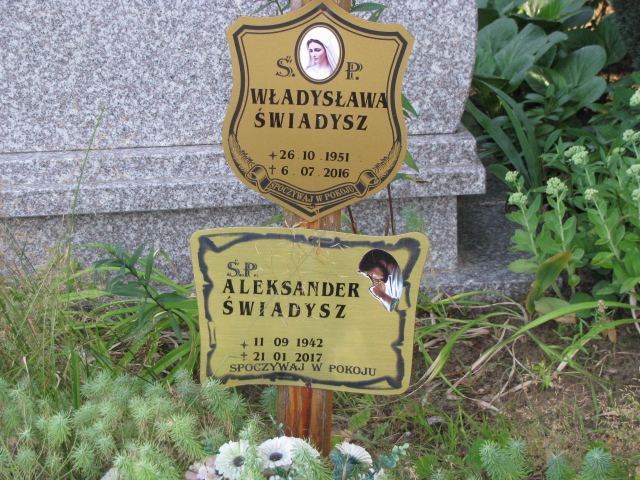 Ś. P.
WŁADYSŁAWA
ŚWIADYSZ
26 . 10 . 1951
6 . 07 . 2016
SPOCZYWAJ W POKOJU
Ś.P.
ALEKSANDER
ŚWIADYSZ
11 09 1942
21 01 2017
SPOCZYWAJ W POKOJU